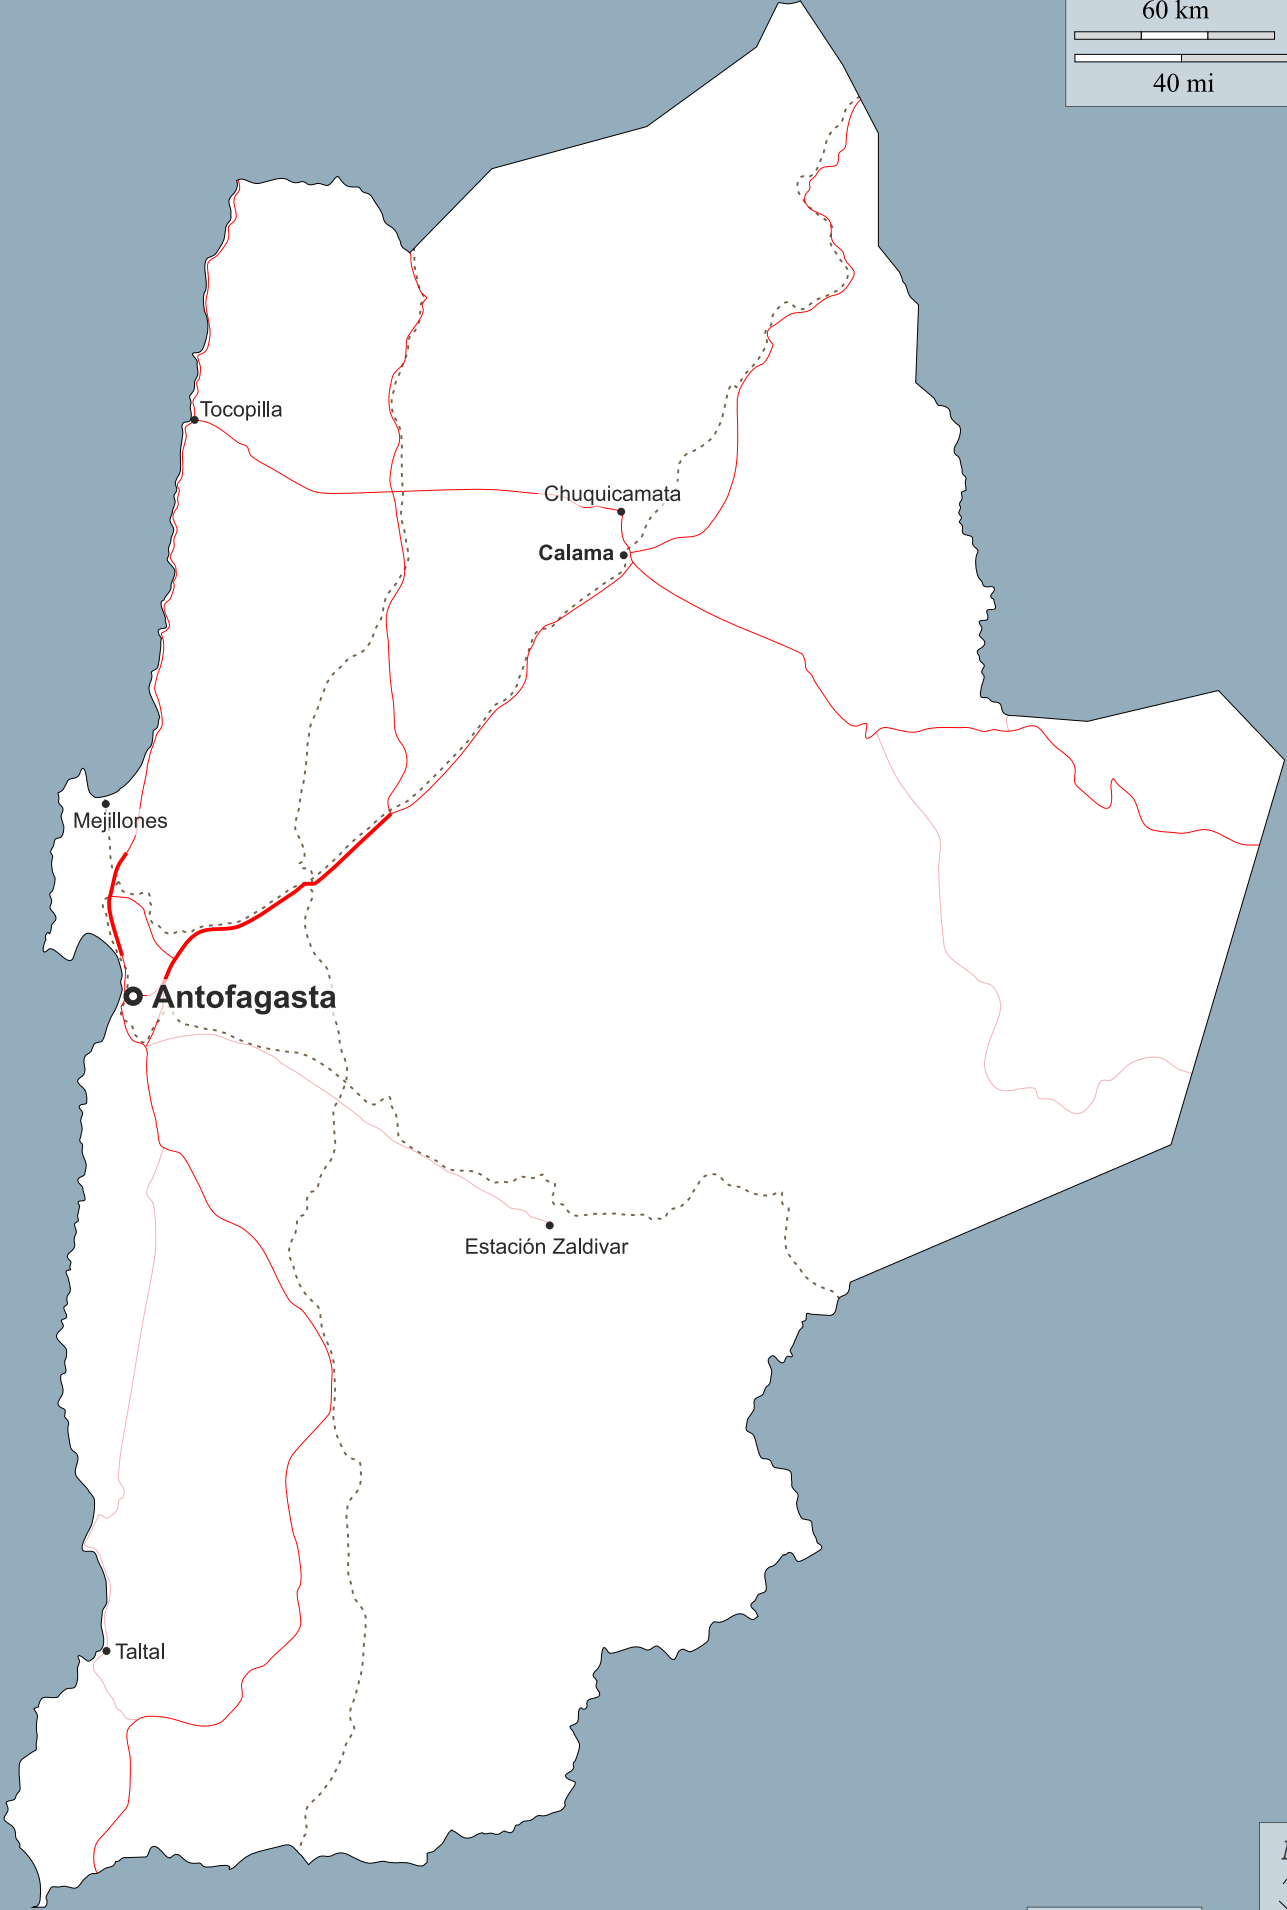 60 km
40 mi
Tocopilla
Chuquicamata
Calama
Mejillones
Antofagasta
Estación Zaldivar
Taltal